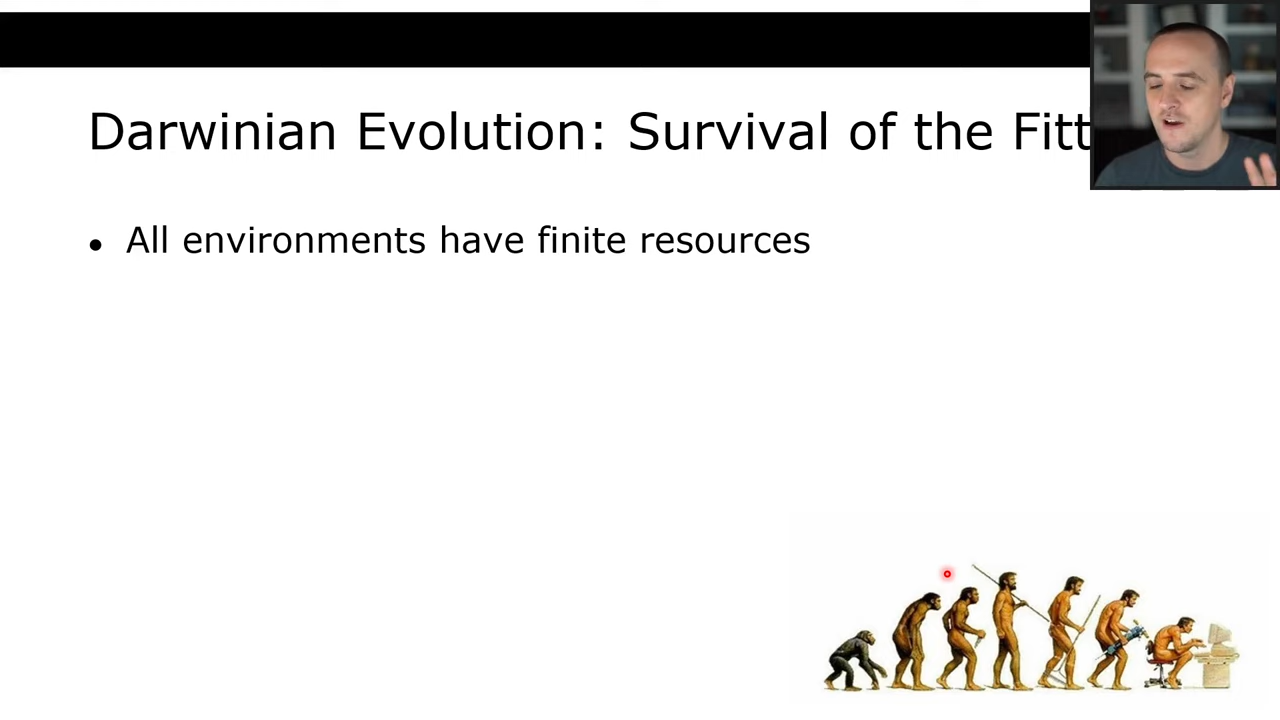 Darwinian Evolution: Survival of the Fitt
• All environments have finite resources